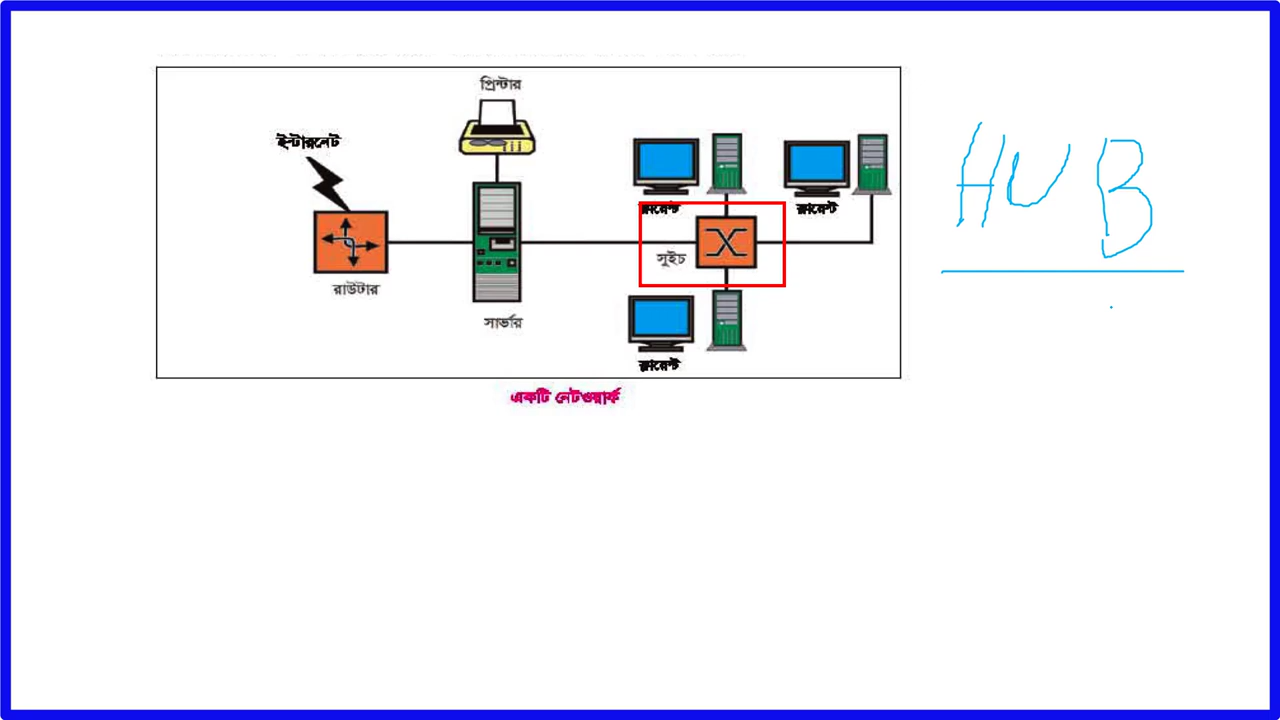 প্রিন্টার
ইন্টারনেট
ক্লায়েন্ট
ক্লায়েন্ট
সুইচ
রাউটার
সার্ভার
ক্লায়েন্ট
একটি নেটওয়ার্ক
HUB